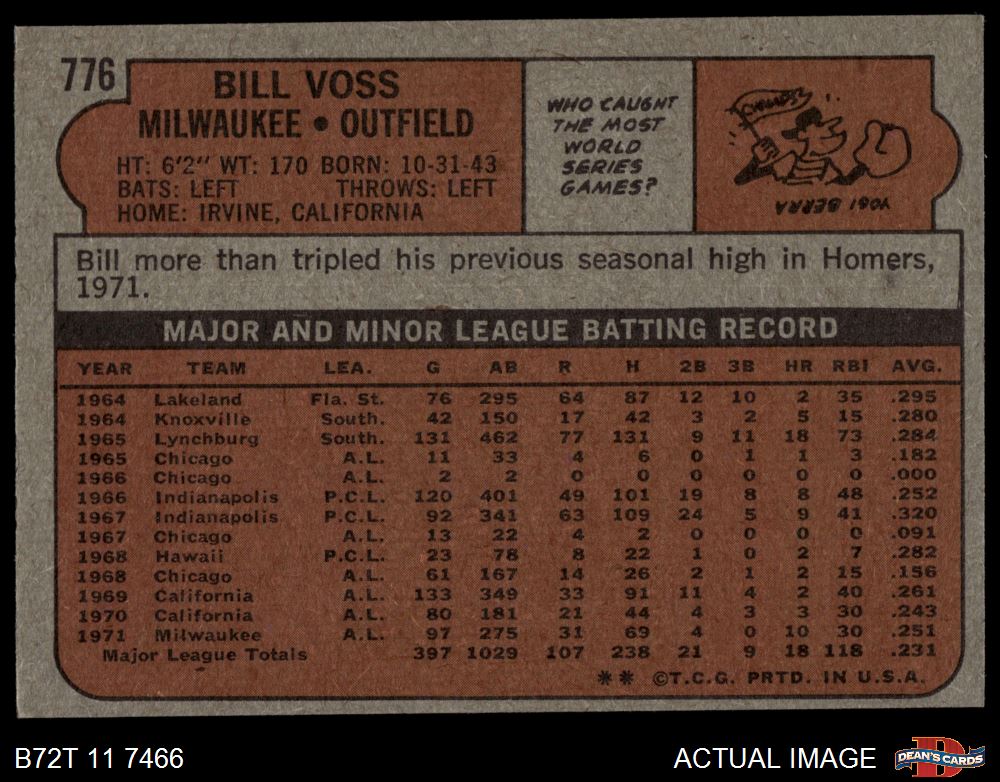 776
BILL VOSS
MILWAUKEE • OUTFIELD
HT: 6'2" WT: 170 BORN: 10-31-43
BATS: LEFT THROWS: LEFT
HOME: IRVINE, CALIFORNIA
WHO CAUGHT
THE MOST
WORLD
SERIES
GAMES?
YOGI BERRA
Bill more than tripled his previous seasonal high in Homers,
1971.
MAJOR AND MINOR LEAGUE BATTING RECORD
YEAR TEAM LEA. G AB R H 2B 3B HR RBI AVG.
1964 Lakeland Fla. St. 76 295 64 87 12 10 2 35 .295
1964 Knoxville South. 42 150 17 42 3 2 5 15 .280
1965 Lynchburg South. 131 462 77 131 9 11 18 73 .284
1965 Chicago A.L. 11 33 4 6 0 1 1 3 .182
1966 Chicago A.L. 2 2 0 0 0 0 0 0 .000
1966 Indianapolis P.C.L. 120 401 49 101 19 8 8 48 .252
1967 Indianapolis P.C.L. 92 341 63 109 24 5 9 41 .320
1967 Chicago A.L. 13 22 4 2 0 0 0 0 .091
1968 Hawaii P.C.L. 23 78 8 22 1 0 2 7 .282
1968 Chicago A.L. 61 167 14 26 2 1 2 15 .156
1969 California A.L. 133 349 33 91 11 4 2 40 .261
1970 California A.L. 80 181 21 44 4 3 3 30 .243
1971 Milwaukee A.L. 97 275 31 69 4 0 10 30 .251
Major League Totals 397 1029 107 238 21 9 18 118 .231
** ©T.C.G. PRTD. IN U.S.A.
B72T 11 7466
ACTUAL IMAGE
D
DEAN'S CARDS